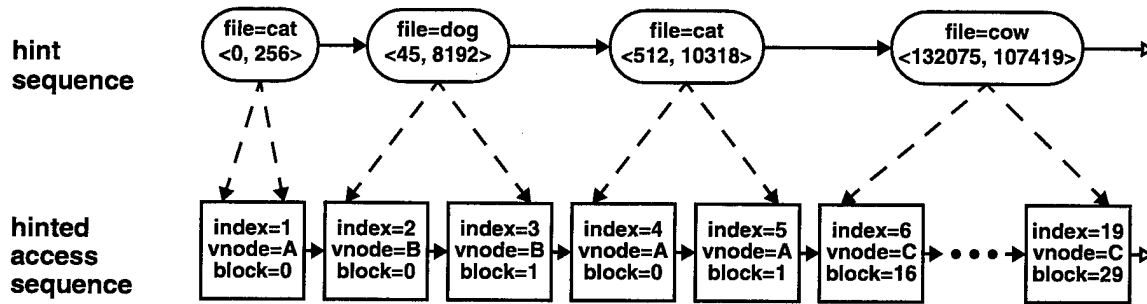 hint
sequence
file=cat
<0, 256>
file=dog
<45, 8192>
file=cat
<512, 10318>
file=cow
<132075, 107419>
hinted
access
sequence
index=1
vnode=A
block=0
index=2
vnode=B
block=0
index=3
vnode=B
block=1
index=4
vnode=A
block=0
index=5
vnode=A
block=1
index=6
vnode=C
block=16
index=19
vnode=C
block=29